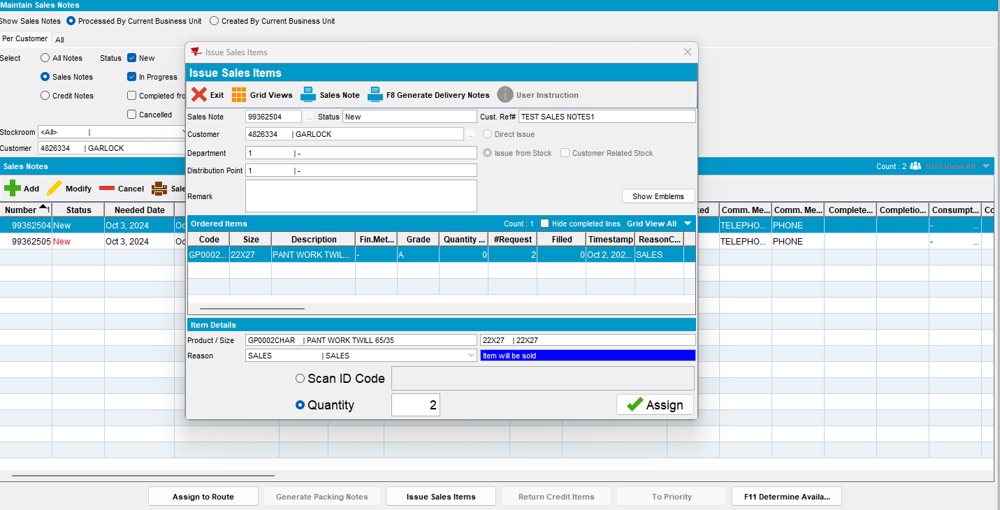 Maintain Sales Notes
Show Sales Notes Processed By Current Business Unit Created By Current Business Unit
Per Customer All
Select All Notes Status New
Sales Notes In Progress
Credit Notes Completed fro
Cancelled
Stockroom <All> |
Customer 4826334 | GARLOCK
Issue Sales Items
Issue Sales Items
Exit Grid Views Sales Note F8 Generate Delivery Notes User Instruction
Sales Note 99362504 ... Status New Cust. Ref# TEST SALES NOTES1
Customer 4826334 | GARLOCK ... Direct Issue
Department 1 | - Issue from Stock Customer Related Stock
Distribution Point 1 | -
Remark
Show Emblems
Ordered Items Count : 1 Hide completed lines Grid View All
Code Size Description Fin.Met... Grade Quantity ... #Request Filled Timestamp ReasonC...
GP0002... 22X27 PANT WORK TWIL... - A 0 2 0 Oct 2, 202... SALES
Item Details
Product / Size GP0002CHAR | PANT WORK TWILL 65/35 22X27 | 22X27
Reason SALES | SALES Item will be sold
Scan ID Code
Quantity 2 Assign
Sales Notes Count : 2 Grid View All
Add Modify Cancel Sale
Number 1 Status Needed Date ed Comm. Me... Comm. Me... Complete... Completio... Consumpt... Co
99362504 New Oct 3, 2024 Oc TELEPHO... PHONE - ...
99362505 New Oct 3, 2024 Oc TELEPHO... PHONE - ...
Assign to Route Generate Packing Notes Issue Sales Items Return Credit Items To Priority F11 Determine Availa...